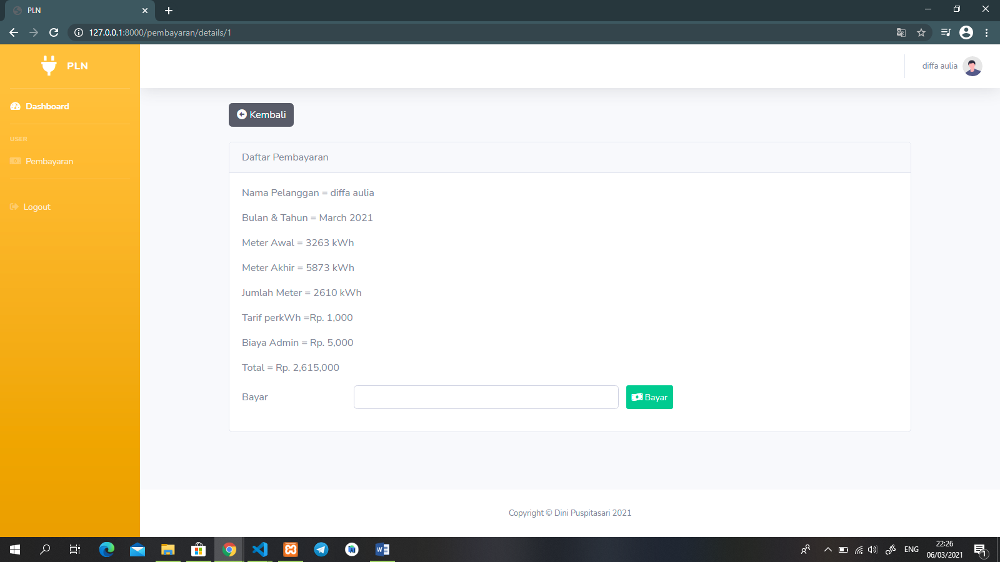 PLN
127.0.0.1:8000/pembayaran/details/1
PLN
diffa aulia
Dashboard
USER
Pembayaran
Logout
Kembali
Daftar Pembayaran
Nama Pelanggan = diffa aulia
Bulan & Tahun = March 2021
Meter Awal = 3263 kWh
Meter Akhir = 5873 kWh
Jumlah Meter = 2610 kWh
Tarif perkWh =Rp. 1,000
Biaya Admin = Rp. 5,000
Total = Rp. 2,615,000
Bayar
Bayar
Copyright © Dini Puspitasari 2021
ENG
22:26
06/03/2021
1